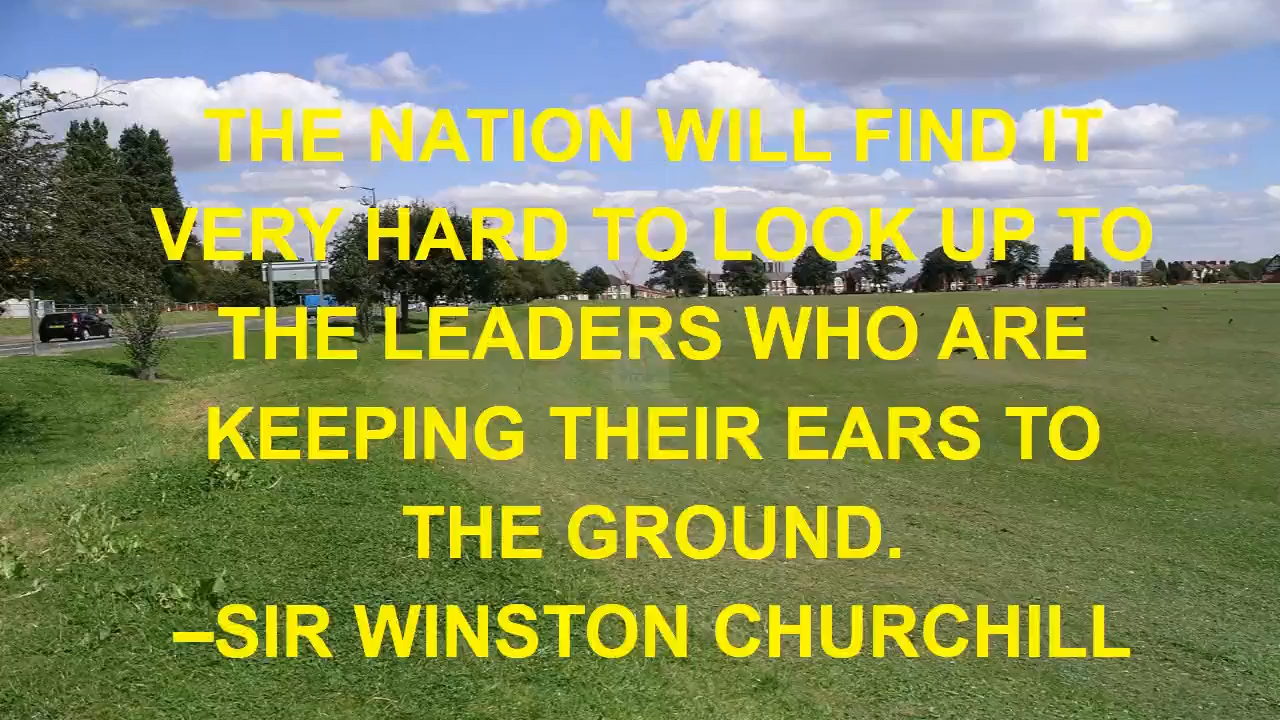 THE NATION WILL FIND IT
VERY HARD TO LOOK UP TO
THE LEADERS WHO ARE
KEEPING THEIR EARS TO
THE GROUND.
–SIR WINSTON CHURCHILL